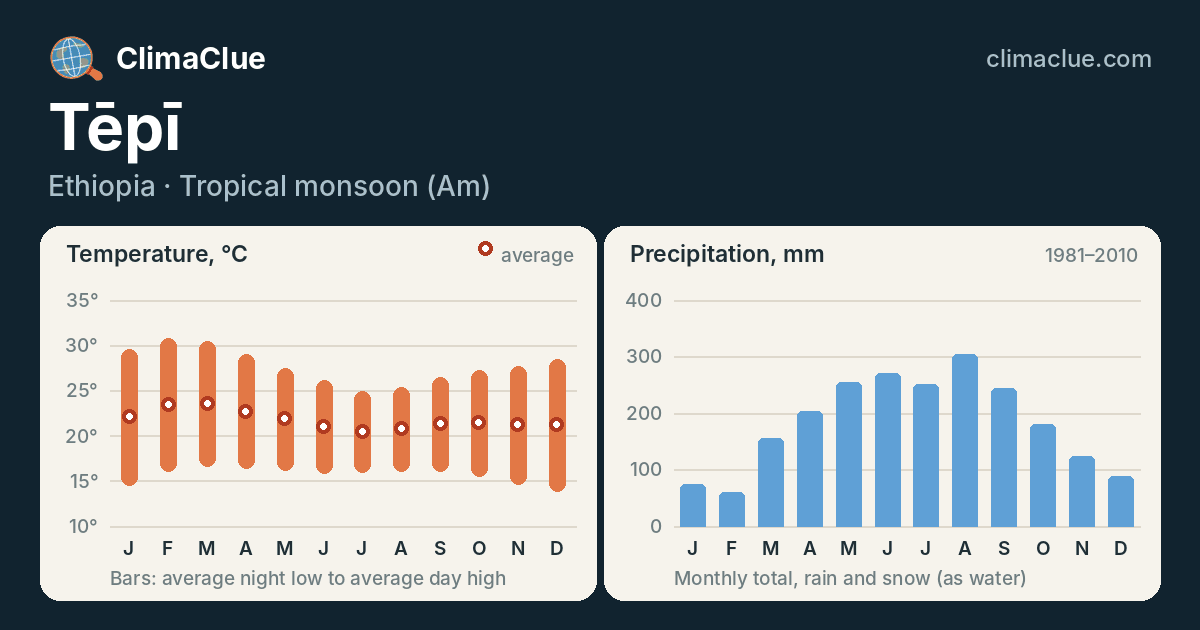 ClimaClue
climaclue.com
Tēpī
Ethiopia · Tropical monsoon (Am)
Temperature, °C
average
35°
30°
25°
20°
15°
10°
J F M A M J J A S O N D
Bars: average night low to average day high
Precipitation, mm
1981–2010
400
300
200
100
0
J F M A M J J A S O N D
Monthly total, rain and snow (as water)